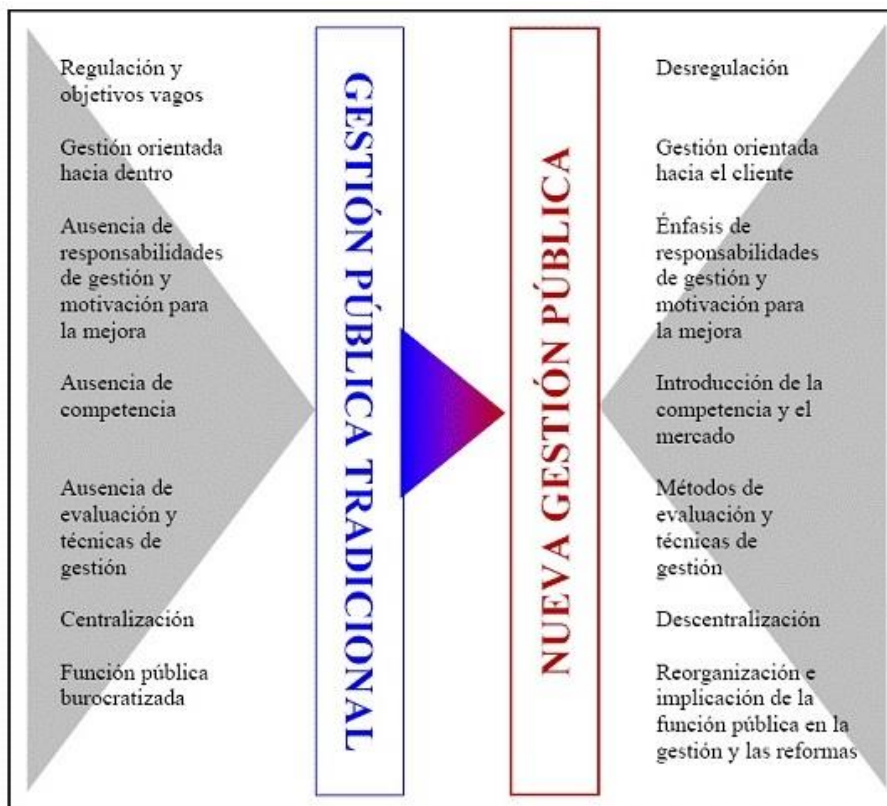 Regulación y
objetivos vagos
Gestión orientada
hacia dentro
Ausencia de
responsabilidades
de gestión y
motivación para
la mejora
Ausencia de
competencia
Ausencia de
evaluación y
técnicas de
gestión
Centralización
Función pública
burocratizada
GESTIÓN PÚBLICA TRADICIONAL
NUEVA GESTIÓN PÚBLICA
Desregulación
Gestión orientada
hacia el cliente
Énfasis de
responsabilidades
de gestión y
motivación para
la mejora
Introducción de la
competencia y el
mercado
Métodos de
evaluación y
técnicas de
gestión
Descentralización
Reorganización e
implicación de la
función pública en la
gestión y las reformas